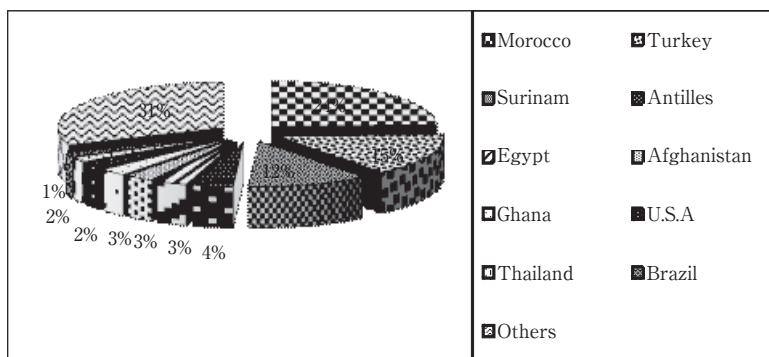 31%
24%
15%
12%
1%
2%
2%
3%
3%
3%
4%
Morocco Turkey
Surinam Antilles
Egypt Afghanistan
Ghana U.S.A
Thailand Brazil
Others